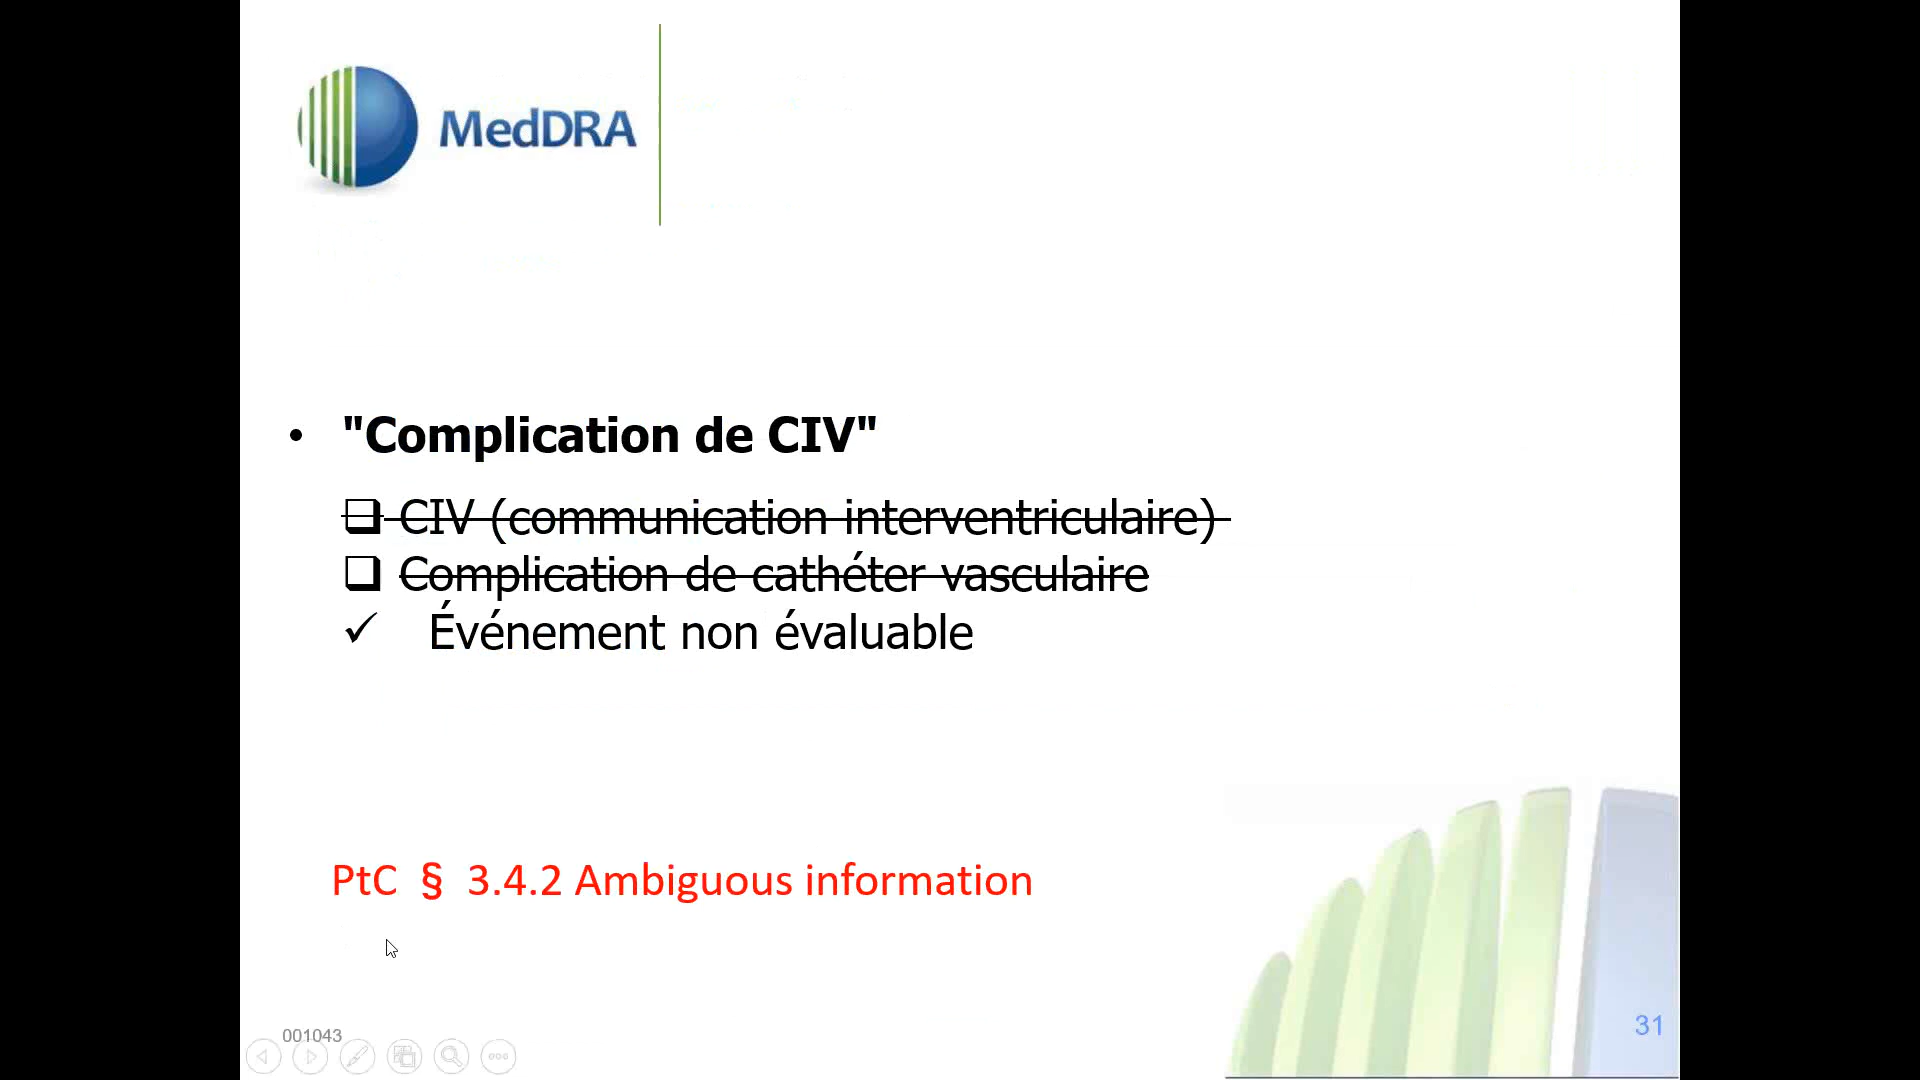 MedDRA
• "Complication de CIV"
❑ CIV (communication interventriculaire)
❑ Complication de cathéter vasculaire
✓ Événement non évaluable
PtC § 3.4.2 Ambiguous information
001043
31